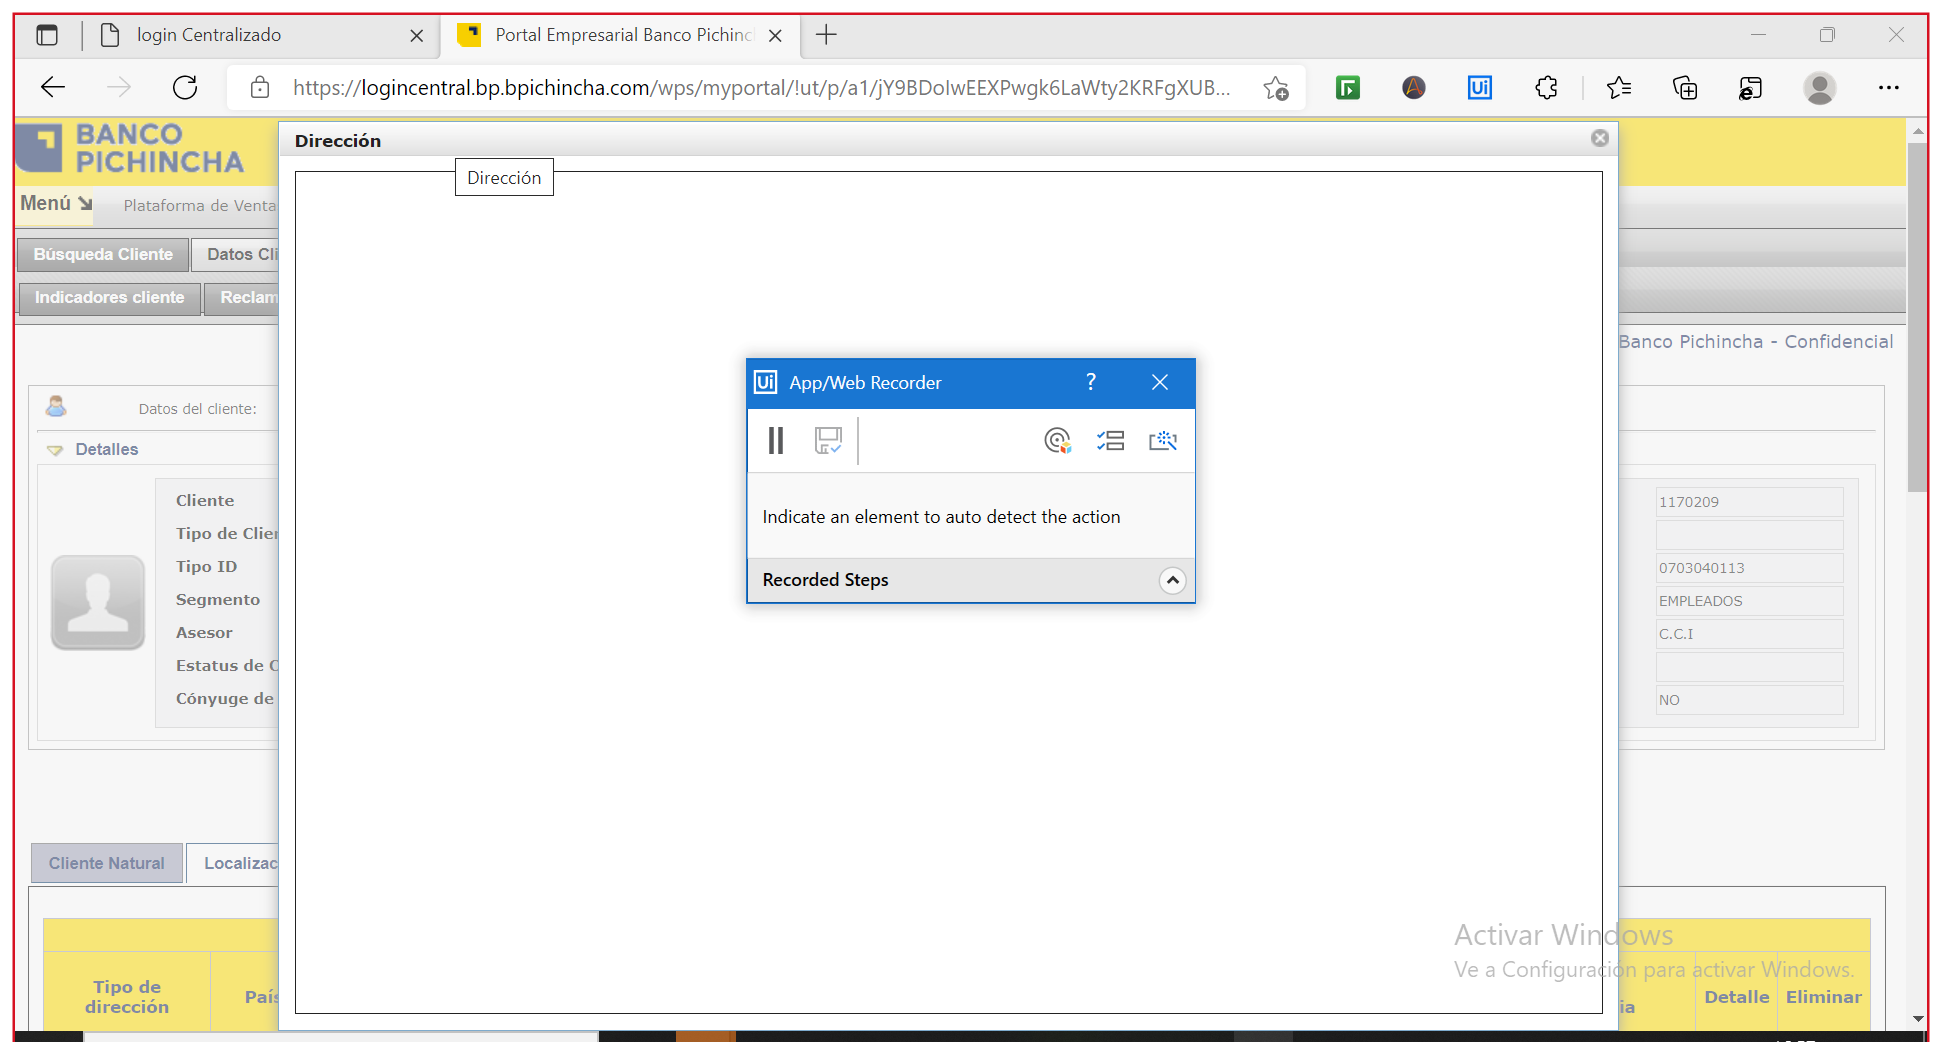 login Centralizado
Portal Empresarial Banco Pichinc
https://logincentral.bp.bpichincha.com/wps/myportal/!ut/p/a1/jY9BDoIwEEXPwgk6LaWty2KRFgXUB...
BANCO
PICHINCHA
Dirección
Dirección
Menú
Plataforma de Venta
Búsqueda Cliente
Datos Cli
Indicadores cliente
Reclam
Banco Pichincha - Confidencial
Ui App/Web Recorder ?
Datos del cliente:
Detalles
Indicate an element to auto detect the action
Recorded Steps
Cliente
1170209
Tipo de Clien
Tipo ID
0703040113
Segmento
EMPLEADOS
Asesor
C.C.I
Estatus de C
Cónyuge de
NO
Cliente Natural
Localizac
Activar Windows
Ve a Configuración para activar Windows.
Tipo de
dirección
País
ia
Detalle
Eliminar